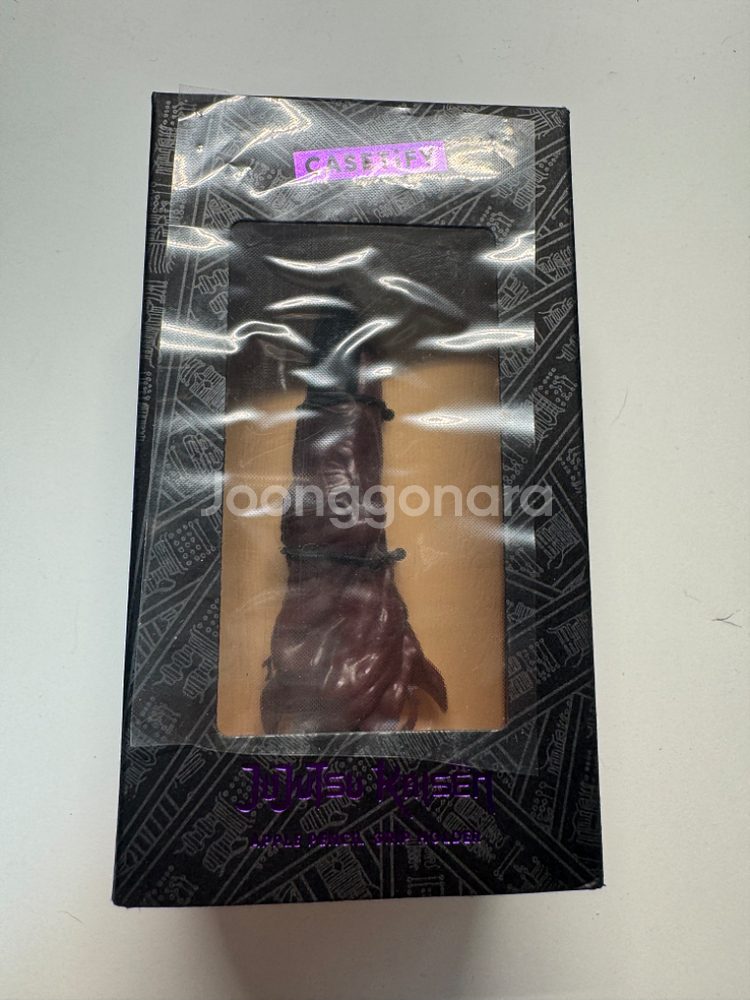 CASETiFY
Joonggonara
JUJUTSU KAISEN
APPLE PENCIL GRIP HOLDER